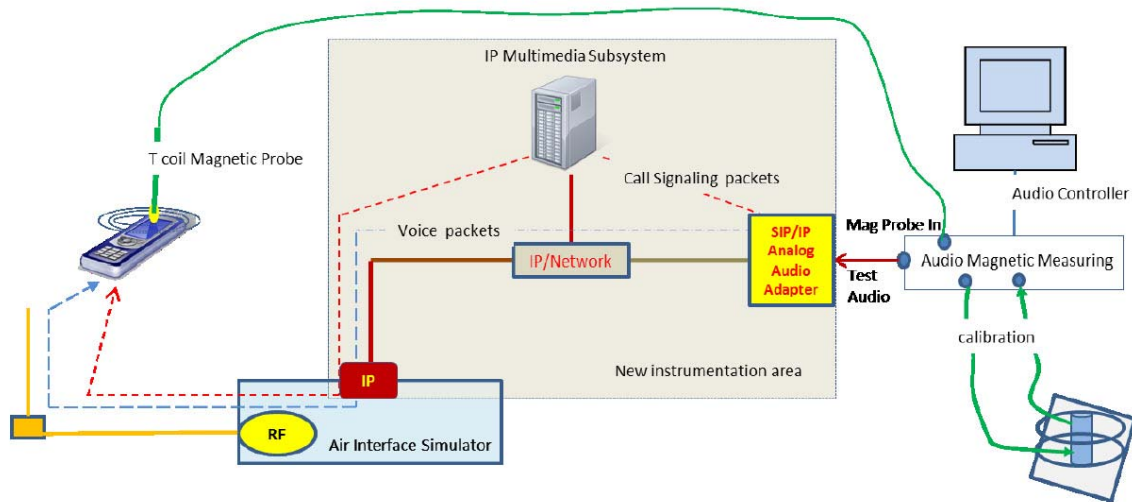 IP Multimedia Subsystem
T coil Magnetic Probe
Call Signaling packets
Audio Controller
Voice packets
SIP/IP
Analog
Audio
Adapter
Mag Probe In
IP/Network
Audio Magnetic Measuring
Test
Audio
calibration
IP
New instrumentation area
RF
Air Interface Simulator